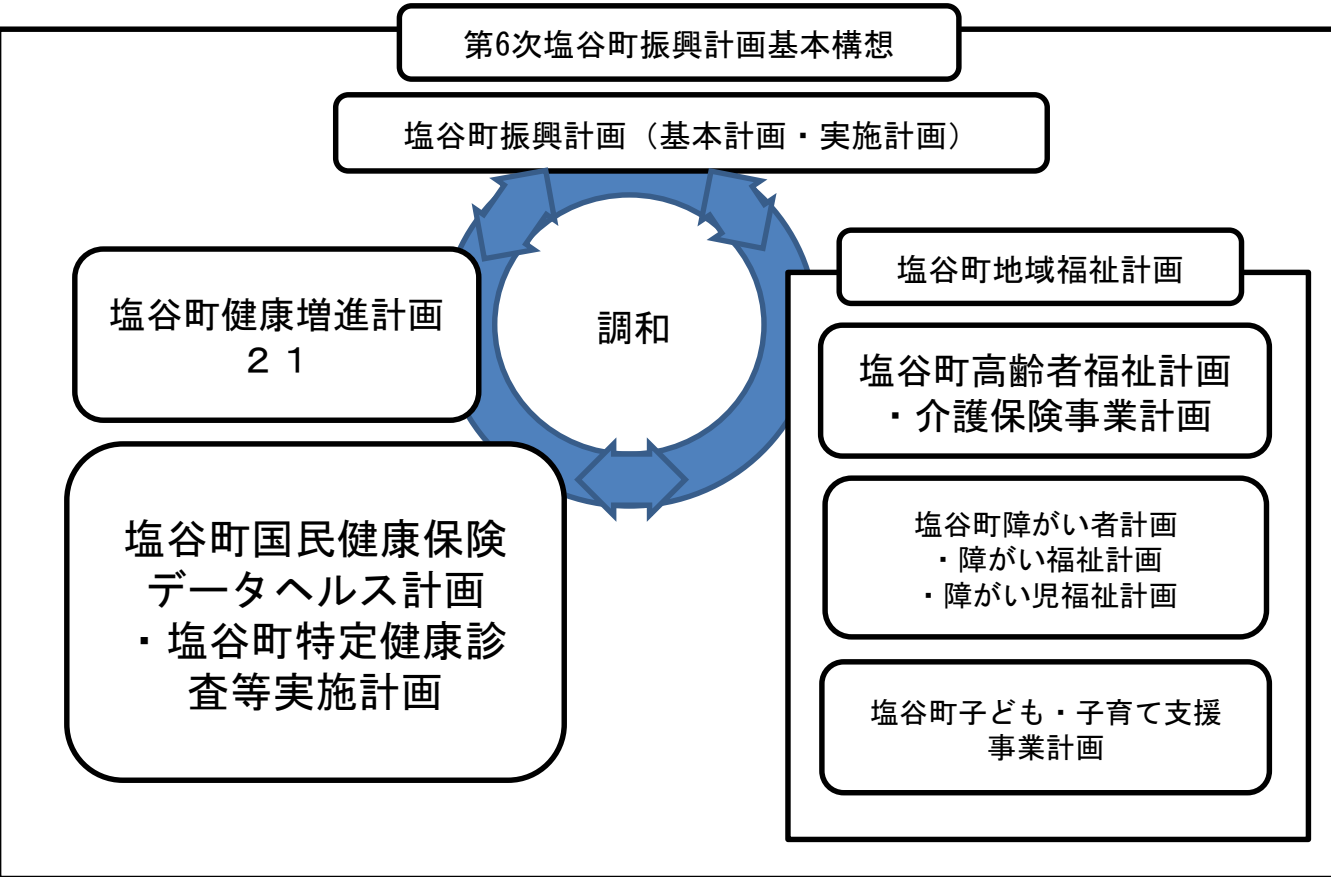 第6次塩谷町振興計画基本構想
塩谷町振興計画（基本計画・実施計画）
塩谷町健康増進計画
２１
調和
塩谷町国民健康保険
データヘルス計画
・塩谷町特定健康診
査等実施計画
塩谷町地域福祉計画
塩谷町高齢者福祉計画
・介護保険事業計画
塩谷町障がい者計画
・障がい福祉計画
・障がい児福祉計画
塩谷町子ども・子育て支援
事業計画